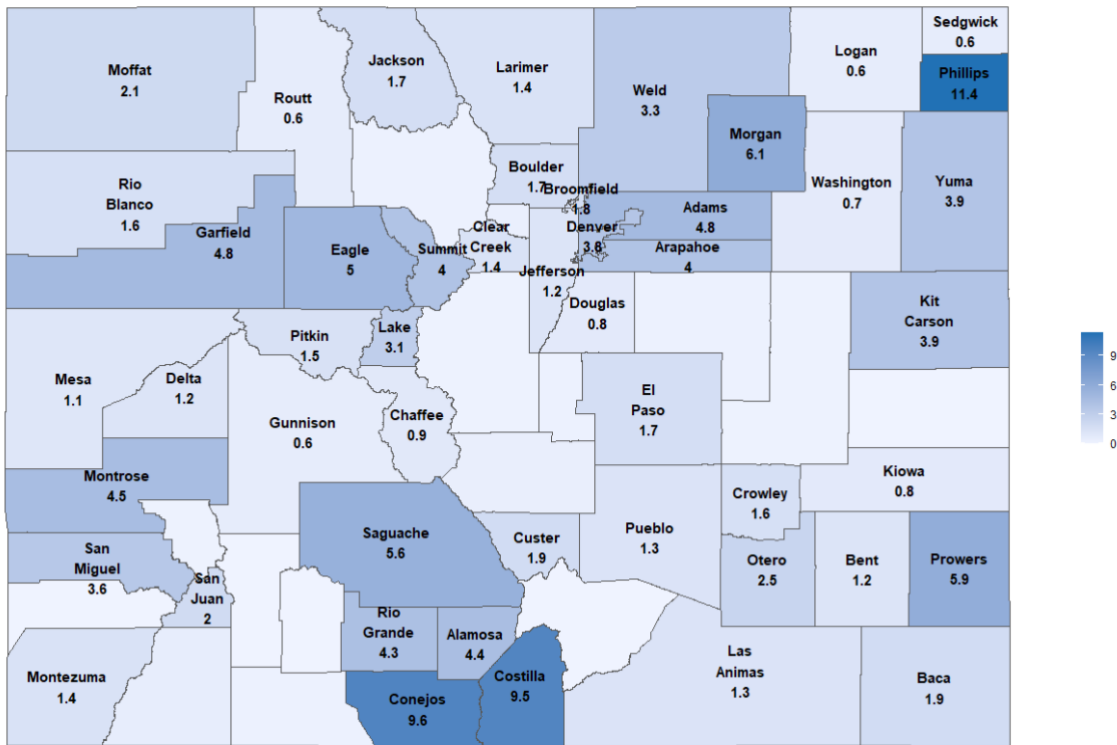 Moffat
2.1
Routt
0.6
Jackson
1.7
Larimer
1.4
Weld
3.3
Logan
0.6
Sedgwick
0.6
Phillips
11.4
Morgan
6.1
Washington
0.7
Yuma
3.9
Rio
Blanco
1.6
Garfield
4.8
Eagle
5
Summit
4
Clear
Creek
1.4
Boulder
1.7
Broomfield
1.8
Denver
3.8
Adams
4.8
Arapahoe
4
Jefferson
1.2
Douglas
0.8
Kit
Carson
3.9
Pitkin
1.5
Lake
3.1
Mesa
1.1
Delta
1.2
Gunnison
0.6
Chaffee
0.9
El
Paso
1.7
Montrose
4.5
Kiowa
0.8
Crowley
1.6
Saguache
5.6
Custer
1.9
Pueblo
1.3
Otero
2.5
Bent
1.2
Prowers
5.9
San
Miguel
3.6
San
Juan
2
Rio
Grande
4.3
Alamosa
4.4
Costilla
9.5
Conejos
9.6
Montezuma
1.4
Las
Animas
1.3
Baca
1.9
9
6
3
0